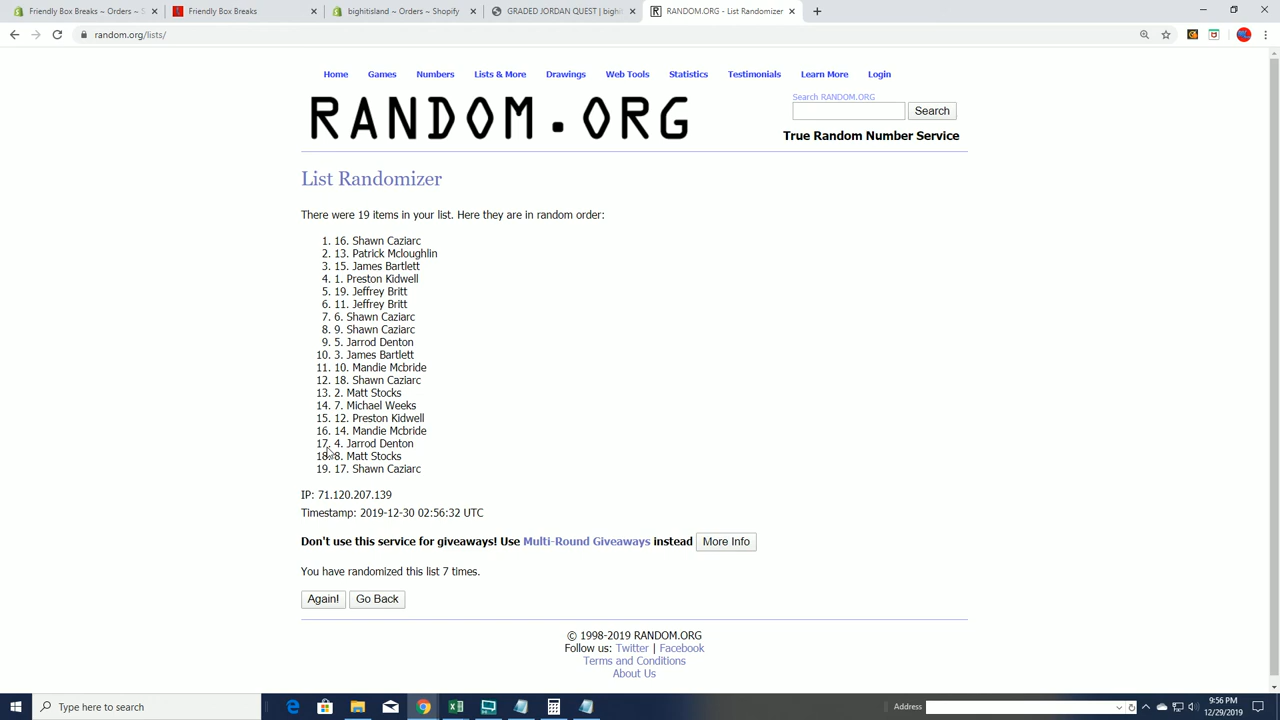 Friendly Box Breaks ~ Orders ~ S
Friendly Box Breaks
Friendly Box Breaks ~ Orders ~ Shopify
GRADED JORDAN QUEST | bight
RANDOM.ORG - List Randomizer
random.org/lists/
Home Games Numbers Lists & More Drawings Web Tools Statistics Testimonials Learn More Login
Search RANDOM.ORG
RANDOM.ORG
Search
True Random Number Service
List Randomizer
There were 19 items in your list. Here they are in random order:
1. 16. Shawn Caziarc
2. 13. Patrick Mcloughlin
3. 15. James Bartlett
4. 1. Preston Kidwell
5. 19. Jeffrey Britt
6. 11. Jeffrey Britt
7. 6. Shawn Caziarc
8. 9. Shawn Caziarc
9. 5. Jarrod Denton
10. 3. James Bartlett
11. 10. Mandie Mcbride
12. 18. Shawn Caziarc
13. 2. Matt Stocks
14. 7. Michael Weeks
15. 12. Preston Kidwell
16. 14. Mandie Mcbride
17. 4. Jarrod Denton
18. 8. Matt Stocks
19. 17. Shawn Caziarc
IP: 71.120.207.139
Timestamp: 2019-12-30 02:56:32 UTC
Don't use this service for giveaways! Use Multi-Round Giveaways instead More Info
You have randomized this list 7 times.
Again! Go Back
© 1998-2019 RANDOM.ORG
Follow us: Twitter | Facebook
Terms and Conditions
About Us
Type here to search
Address
9:56 PM
12/29/2019